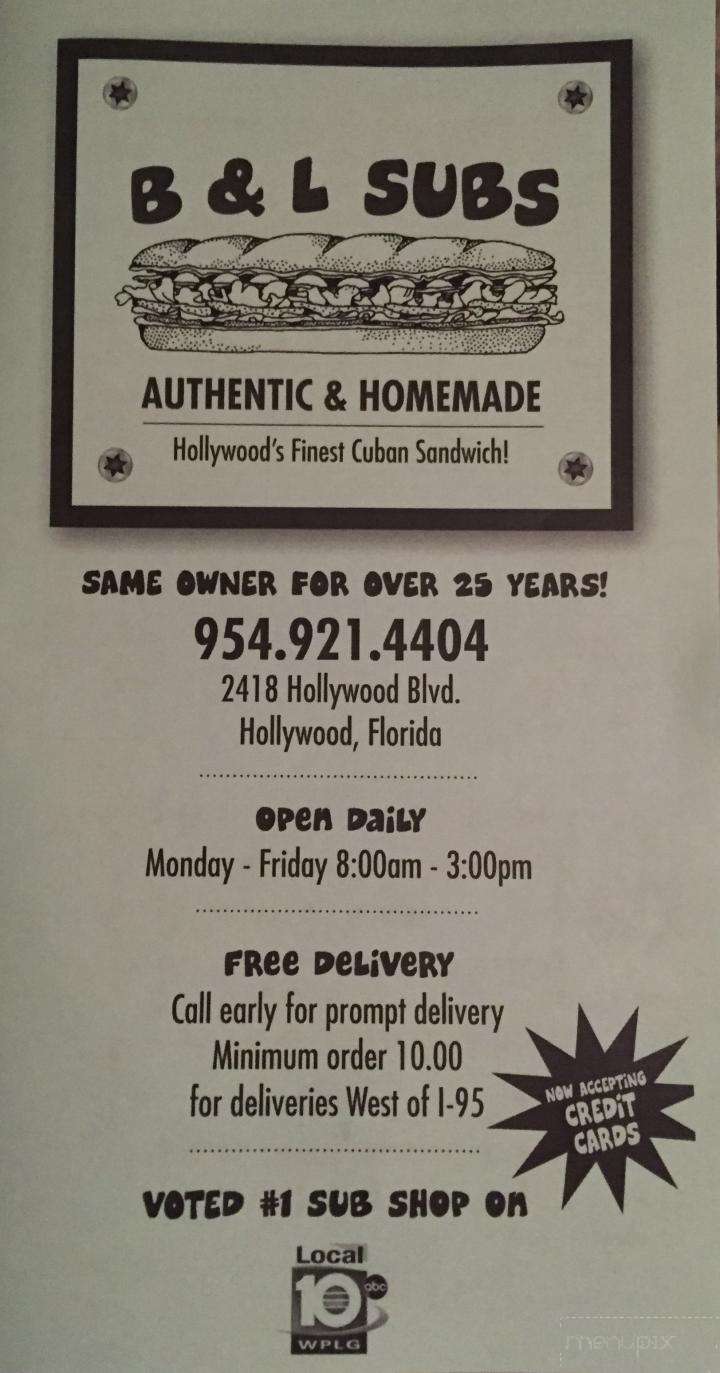 B & L SUBS
AUTHENTIC & HOMEMADE
Hollywood's Finest Cuban Sandwich!
SAME OWNER FOR OVER 25 YEARS!
954.921.4404
2418 Hollywood Blvd.
Hollywood, Florida
OPEN DAILY
Monday - Friday 8:00am - 3:00pm
FREE DELIVERY
Call early for prompt delivery
Minimum order 10.00
for deliveries West of I-95
NOW ACCEPTING
CREDIT
CARDS
VOTED #1 SUB SHOP ON
Local
10 abc
WPLG
menupix